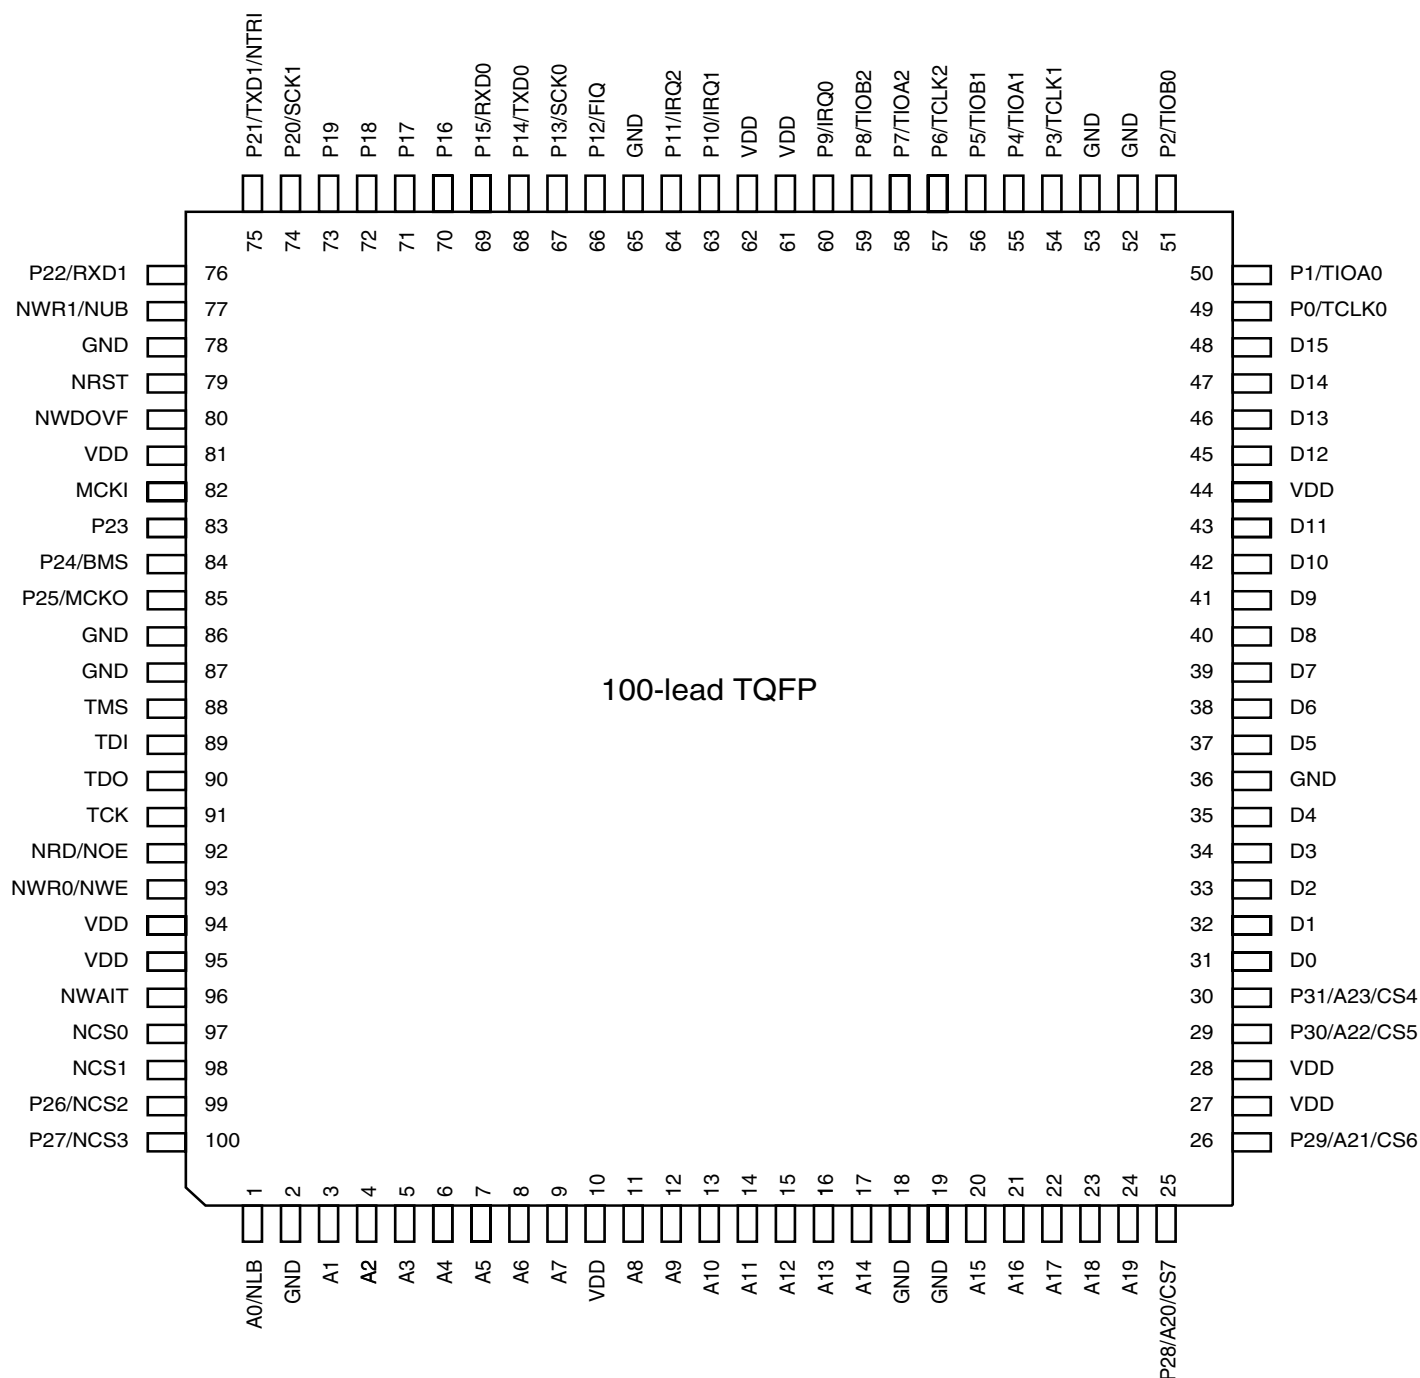 P21/TXD1/NTRI
P20/SCK1
P19
P18
P17
P16
P15/RXD0
P14/TXD0
P13/SCK0
P12/FIQ
GND
P11/IRQ2
P10/IRQ1
VDD
VDD
P9/IRQ0
P8/TIOB2
P7/TIOA2
P6/TCLK2
P5/TIOB1
P4/TIOA1
P3/TCLK1
GND
GND
P2/TIOB0
75
74
73
72
71
70
69
68
67
66
65
64
63
62
61
60
59
58
57
56
55
54
53
52
51
P22/RXD1 76
NWR1/NUB 77
GND 78
NRST 79
NWDOVF 80
VDD 81
MCKI 82
P23 83
P24/BMS 84
P25/MCKO 85
GND 86
GND 87
TMS 88
TDI 89
TDO 90
TCK 91
NRD/NOE 92
NWR0/NWE 93
VDD 94
VDD 95
NWAIT 96
NCS0 97
NCS1 98
P26/NCS2 99
P27/NCS3 100
100-lead TQFP
50 P1/TIOA0
49 P0/TCLK0
48 D15
47 D14
46 D13
45 D12
44 VDD
43 D11
42 D10
41 D9
40 D8
39 D7
38 D6
37 D5
36 GND
35 D4
34 D3
33 D2
32 D1
31 D0
30 P31/A23/CS4
29 P30/A22/CS5
28 VDD
27 VDD
26 P29/A21/CS6
1
2
3
4
5
6
7
8
9
10
11
12
13
14
15
16
17
18
19
20
21
22
23
24
25
A0/NLB
GND
A1
A2
A3
A4
A5
A6
A7
VDD
A8
A9
A10
A11
A12
A13
A14
GND
GND
A15
A16
A17
A18
A19
P28/A20/CS7